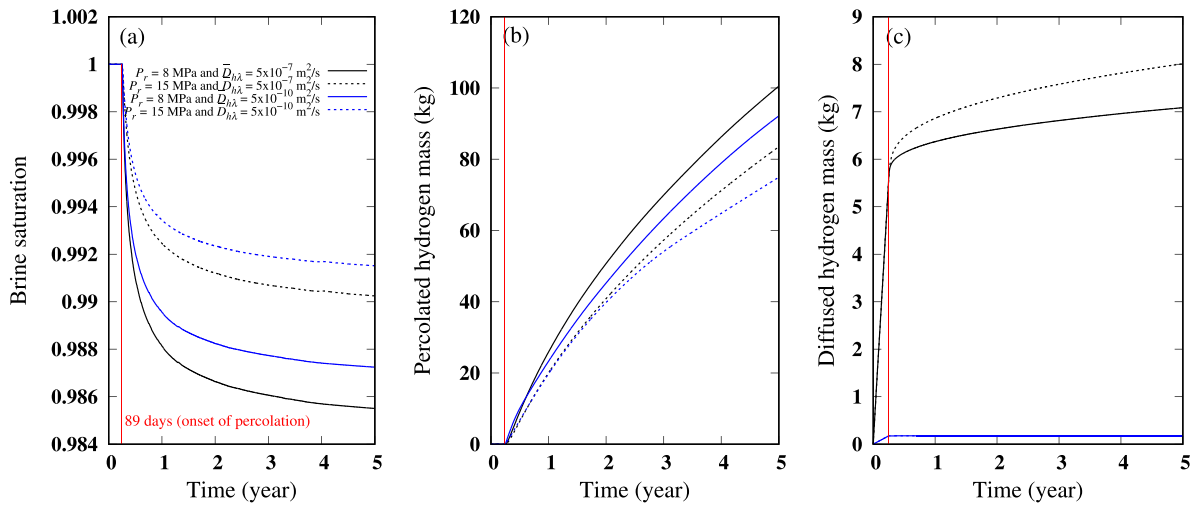 (a)
P_r = 8 MPa and D_hλ = 5x10^-7 m^2/s
P_r = 15 MPa and D_hλ = 5x10^-7 m^2/s
P_r = 8 MPa and D_hλ = 5x10^-10 m^2/s
P_r = 15 MPa and D_hλ = 5x10^-10 m^2/s
1.002
1
0.998
0.996
0.994
0.992
0.99
0.988
0.986
0.984
Brine saturation
89 days (onset of percolation)
0 1 2 3 4 5
Time (year)
(b)
120
100
80
60
40
20
0
Percolated hydrogen mass (kg)
0 1 2 3 4 5
Time (year)
(c)
9
8
7
6
5
4
3
2
1
0
Diffused hydrogen mass (kg)
0 1 2 3 4 5
Time (year)